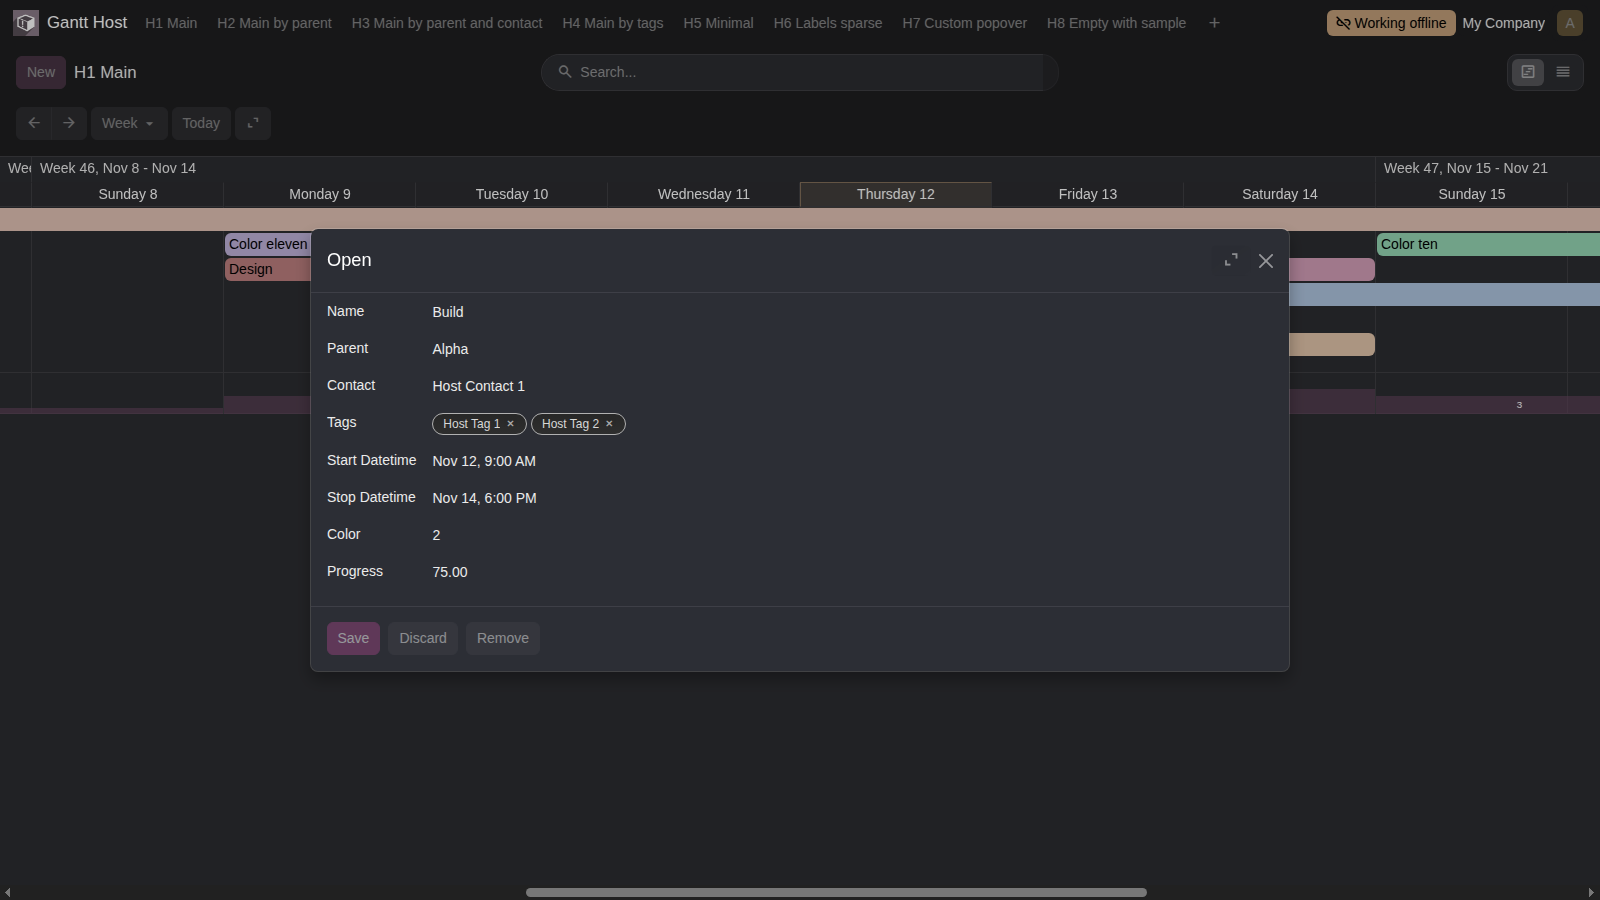 Gantt Host H1 Main H2 Main by parent H3 Main by parent and contact H4 Main by tags H5 Minimal H6 Labels sparse H7 Custom popover H8 Empty with sample + Working offline My Company A
New H1 Main Search...
Week Today
Week 46, Nov 8 - Nov 14 Week 47, Nov 15 - Nov 21
Sunday 8 Monday 9 Tuesday 10 Wednesday 11 Thursday 12 Friday 13 Saturday 14 Sunday 15
Color eleven Color ten
Design
3
Open
Name Build
Parent Alpha
Contact Host Contact 1
Tags Host Tag 1 × Host Tag 2 ×
Start Datetime Nov 12, 9:00 AM
Stop Datetime Nov 14, 6:00 PM
Color 2
Progress 75.00
Save Discard Remove